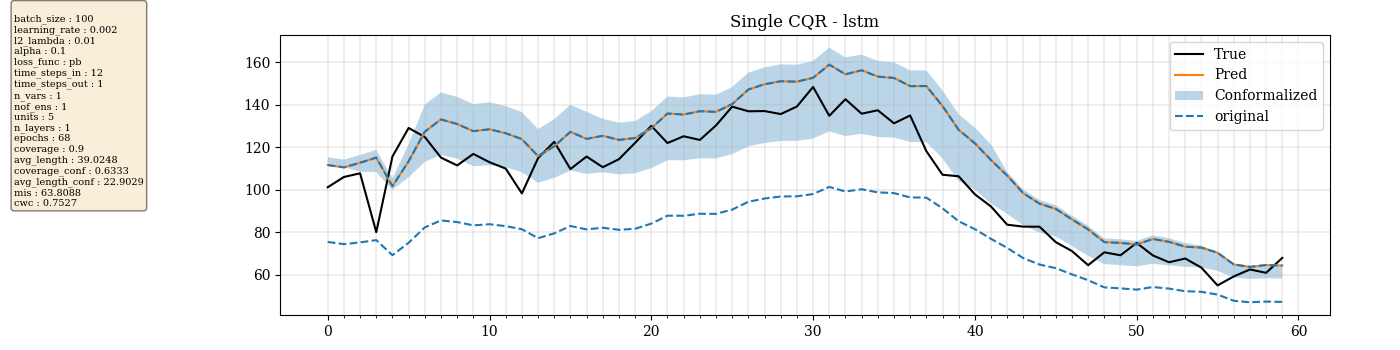 batch_size : 100
learning_rate : 0.002
l2_lambda : 0.01
alpha : 0.1
loss_func : pb
time_steps_in : 12
time_steps_out : 1
n_vars : 1
nof ens : 1
units : 5
n_layers : 1
epochs : 68
coverage : 0.9
avg_length : 39.0248
coverage_conf : 0.6333
avg_length_conf : 22.9029
mis : 63.8088
cwc : 0.7527
Single CQR - lstm
160
140
120
100
80
60
0 10 20 30 40 50 60
True
Pred
Conformalized
original